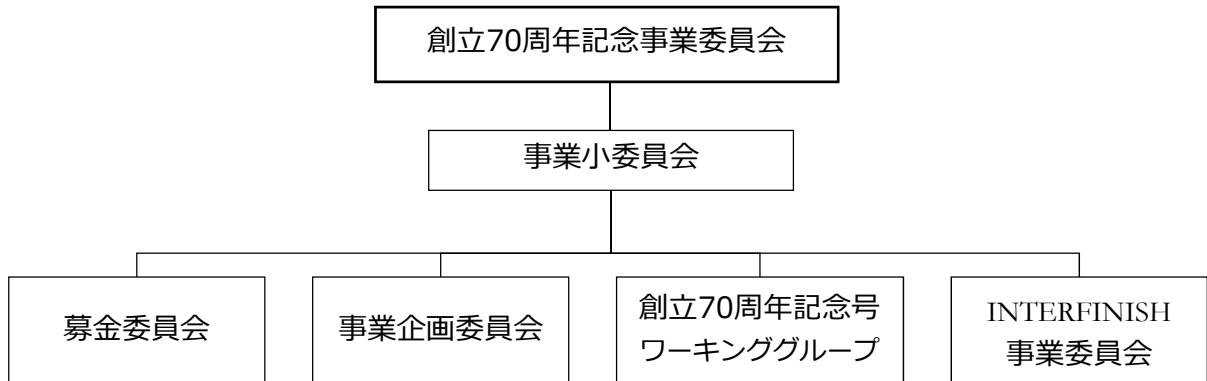 創立70周年記念事業委員会
事業小委員会
募金委員会
事業企画委員会
創立70周年記念号
ワーキンググループ
INTERFINISH
事業委員会